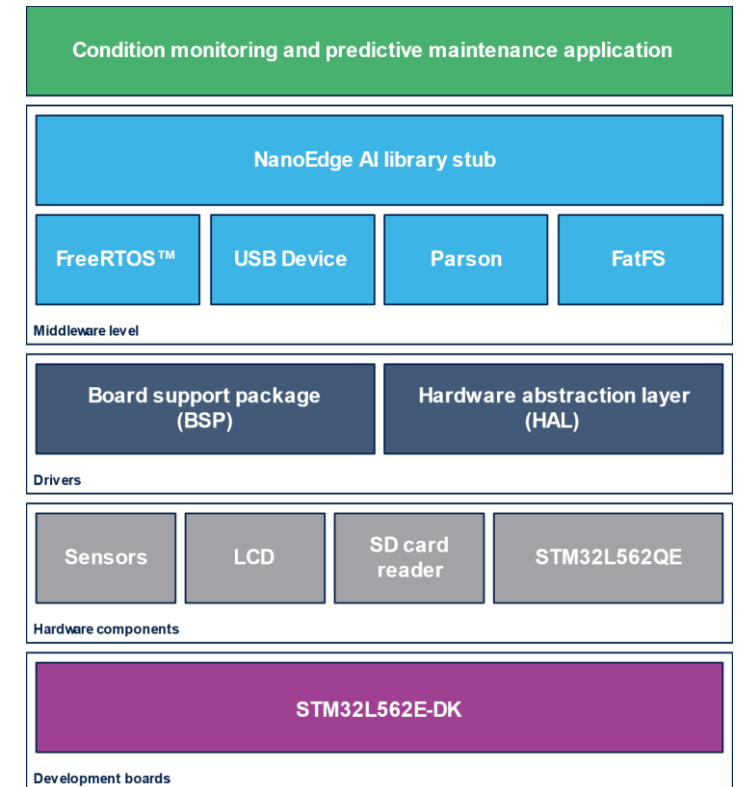 Condition monitoring and predictive maintenance application
NanoEdge AI library stub
FreeRTOS™
USB Device
Parson
FatFS
Middleware level
Board support package
(BSP)
Hardware abstraction layer
(HAL)
Drivers
Sensors
LCD
SD card
reader
STM32L562QE
Hardware components
STM32L562E-DK
Development boards